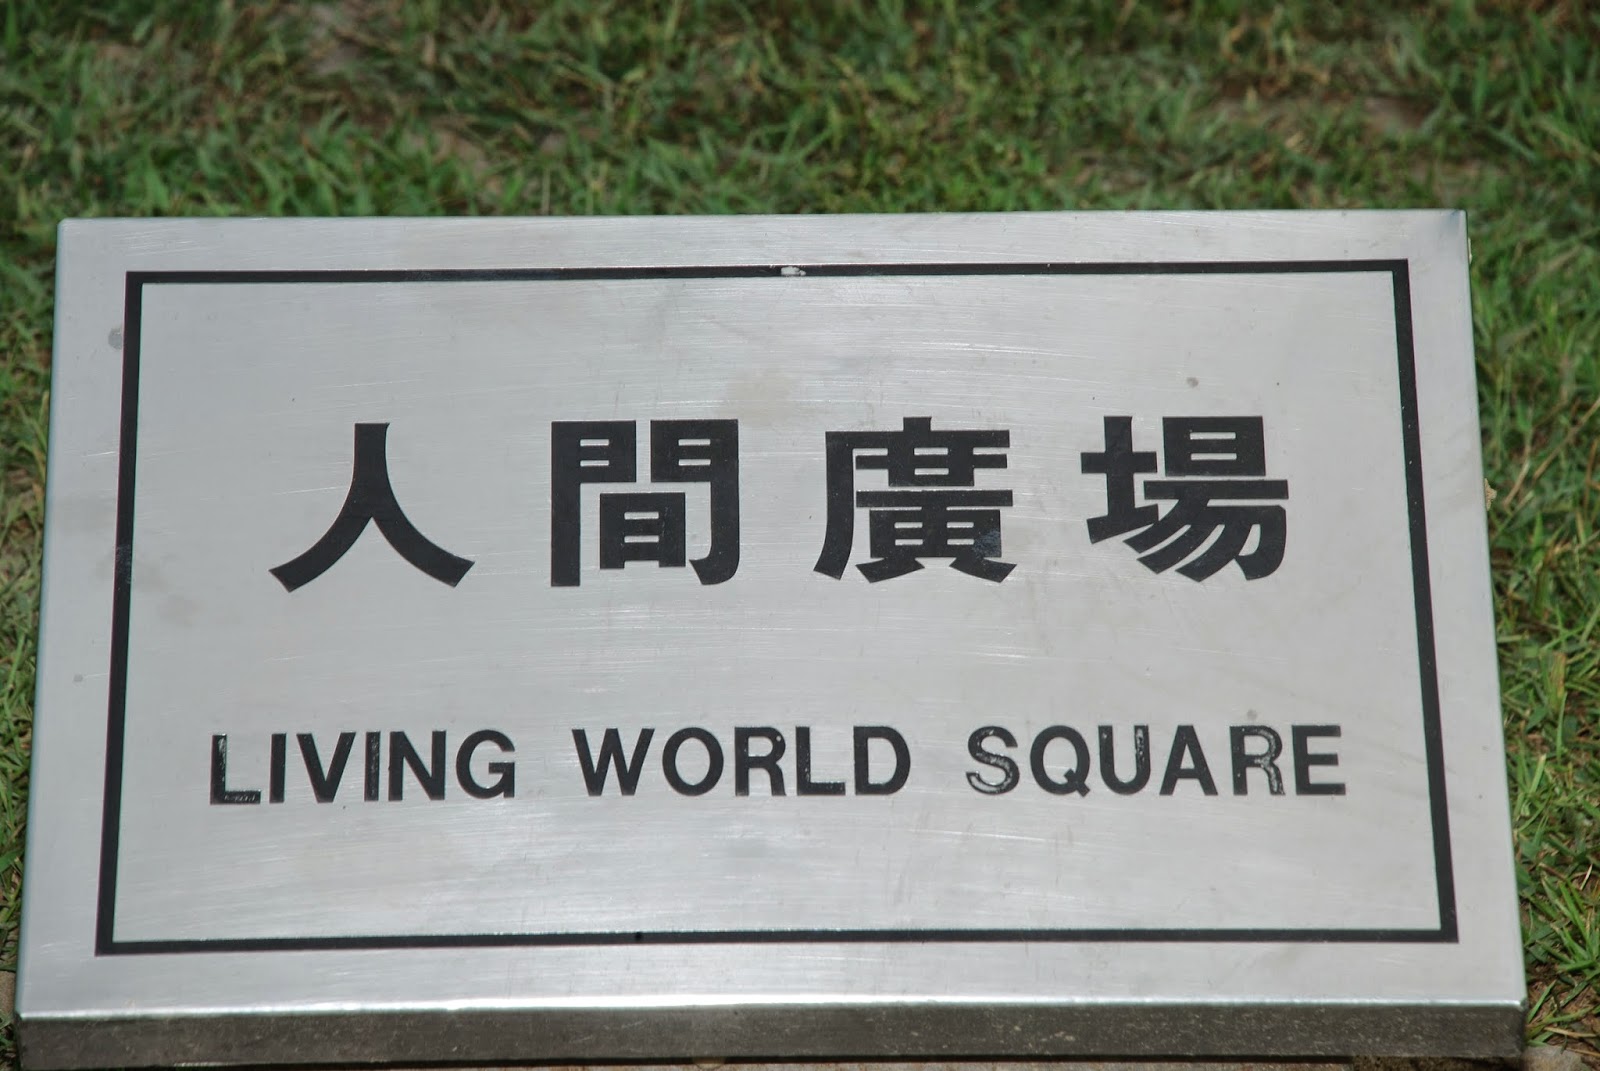 人間廣場
LIVING WORLD SQUARE